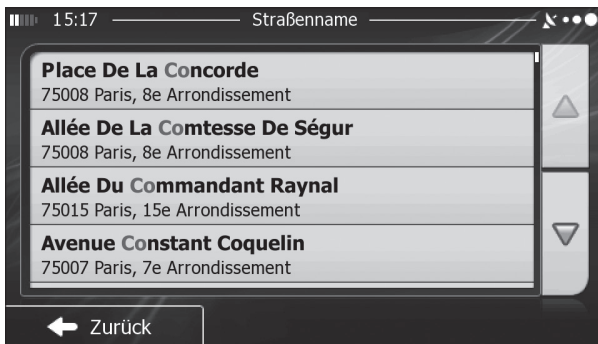 15:17 Straßenname
Place De La Concorde
75008 Paris, 8e Arrondissement
Allée De La Comtesse De Ségur
75008 Paris, 8e Arrondissement
Allée Du Commandant Raynal
75015 Paris, 15e Arrondissement
Avenue Constant Coquelin
75007 Paris, 7e Arrondissement
Zurück